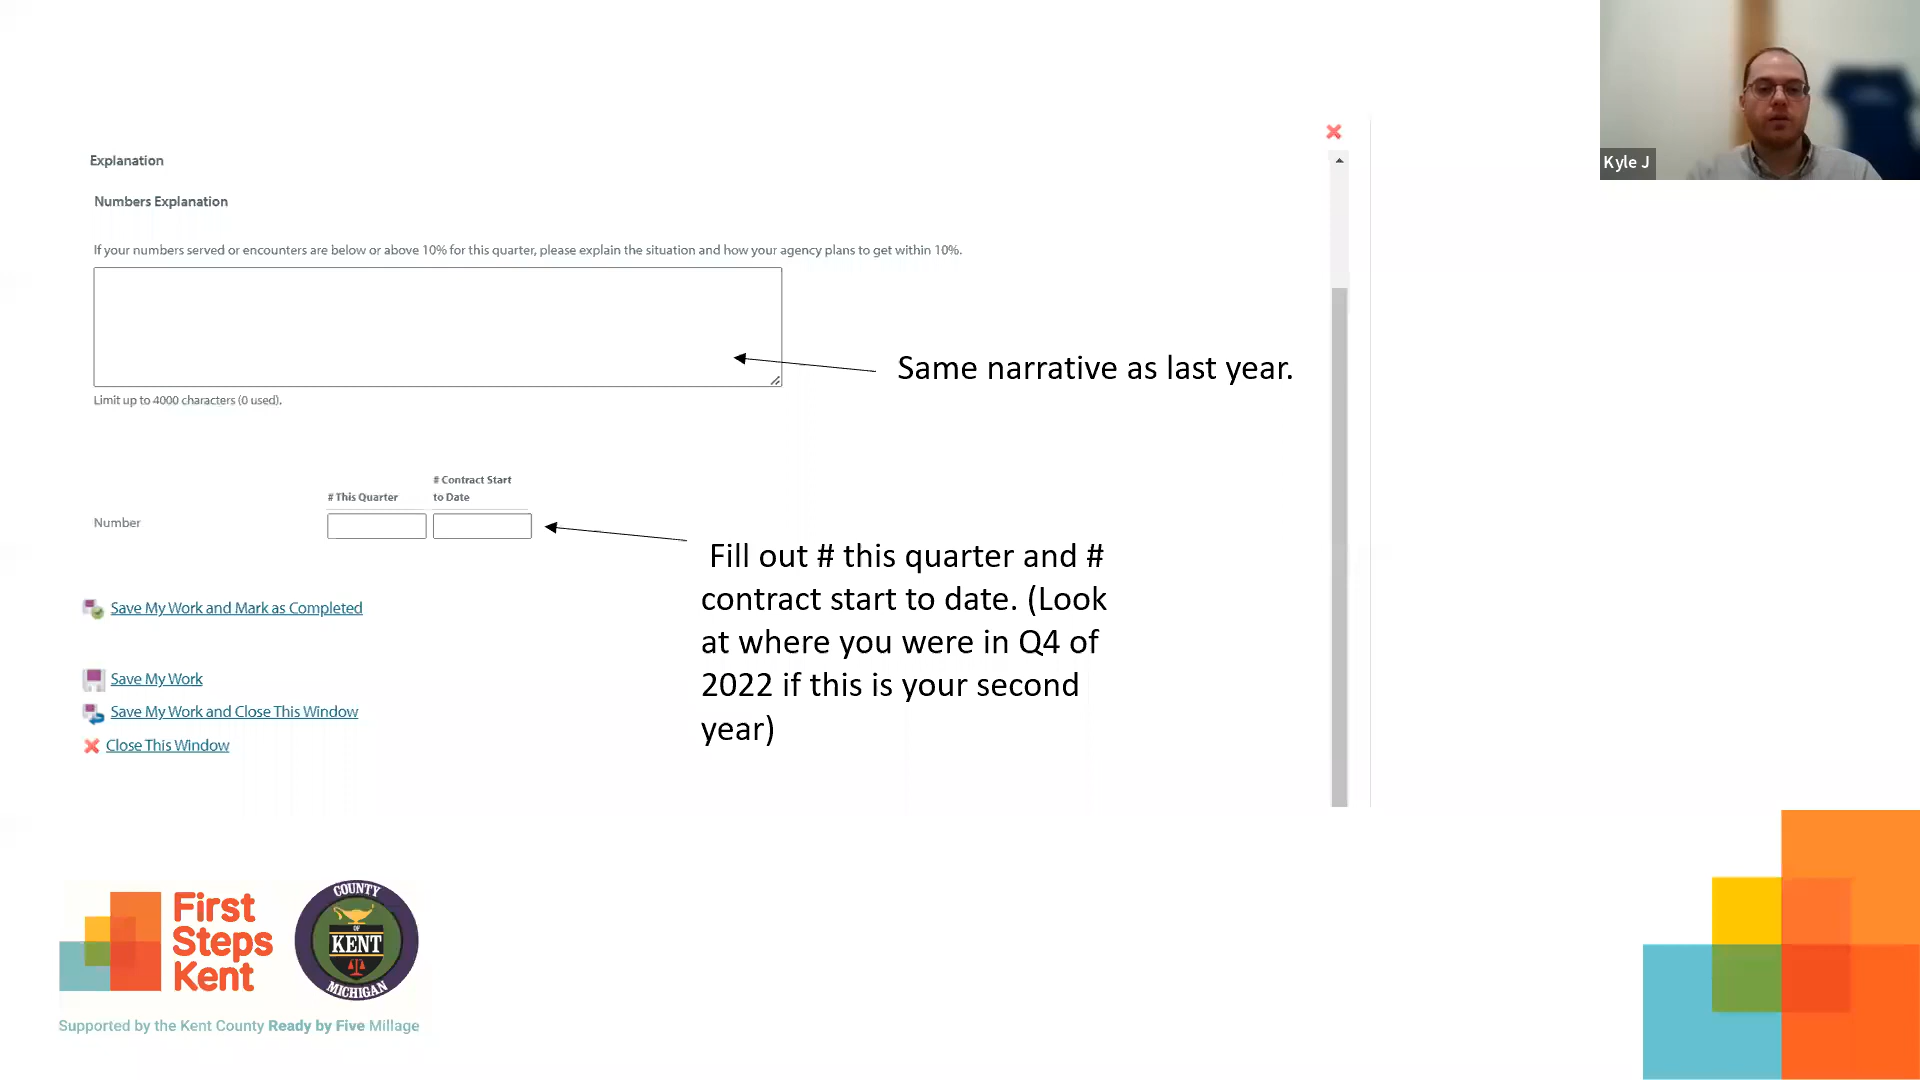 Kyle J
Explanation
Numbers Explanation
If your numbers served or encounters are below or above 10% for this quarter, please explain the situation and how your agency plans to get within 10%.
Same narrative as last year.
Limit up to 4000 characters (0 used).
# Contract Start
# This Quarter to Date
Number
Fill out # this quarter and #
contract start to date. (Look
at where you were in Q4 of
2022 if this is your second
year)
Save My Work and Mark as Completed
Save My Work
Save My Work and Close This Window
Close This Window
First
Steps
Kent
COUNTY
OF
KENT
MICHIGAN
Supported by the Kent County Ready by Five Millage